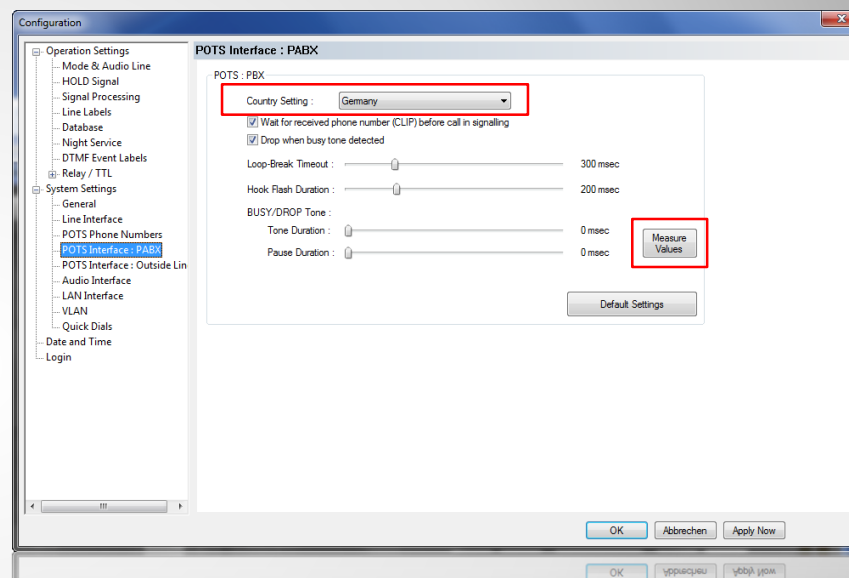 Configuration
Operation Settings
Mode & Audio Line
HOLD Signal
Signal Processing
Line Labels
Database
Night Service
DTMF Event Labels
Relay / TTL
System Settings
General
Line Interface
POTS Phone Numbers
POTS Interface : PABX
POTS Interface : Outside Lin
Audio Interface
LAN Interface
VLAN
Quick Dials
Date and Time
Login
POTS Interface : PABX
POTS : PBX
Country Setting : Germany
Wait for received phone number (CLIP) before call in signalling
Drop when busy tone detected
Loop-Break Timeout : 300 msec
Hook Flash Duration : 200 msec
BUSY/DROP Tone :
Tone Duration : 0 msec
Pause Duration : 0 msec
Measure
Values
Default Settings
OK Abbrechen Apply Now